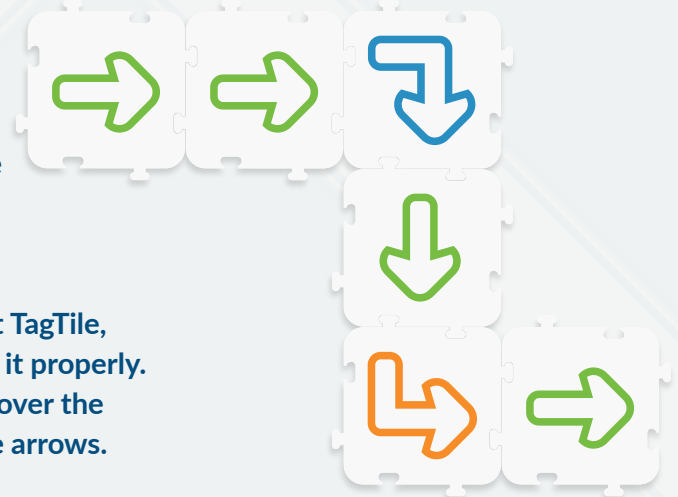 TagTile,
it properly.
over the
arrows.